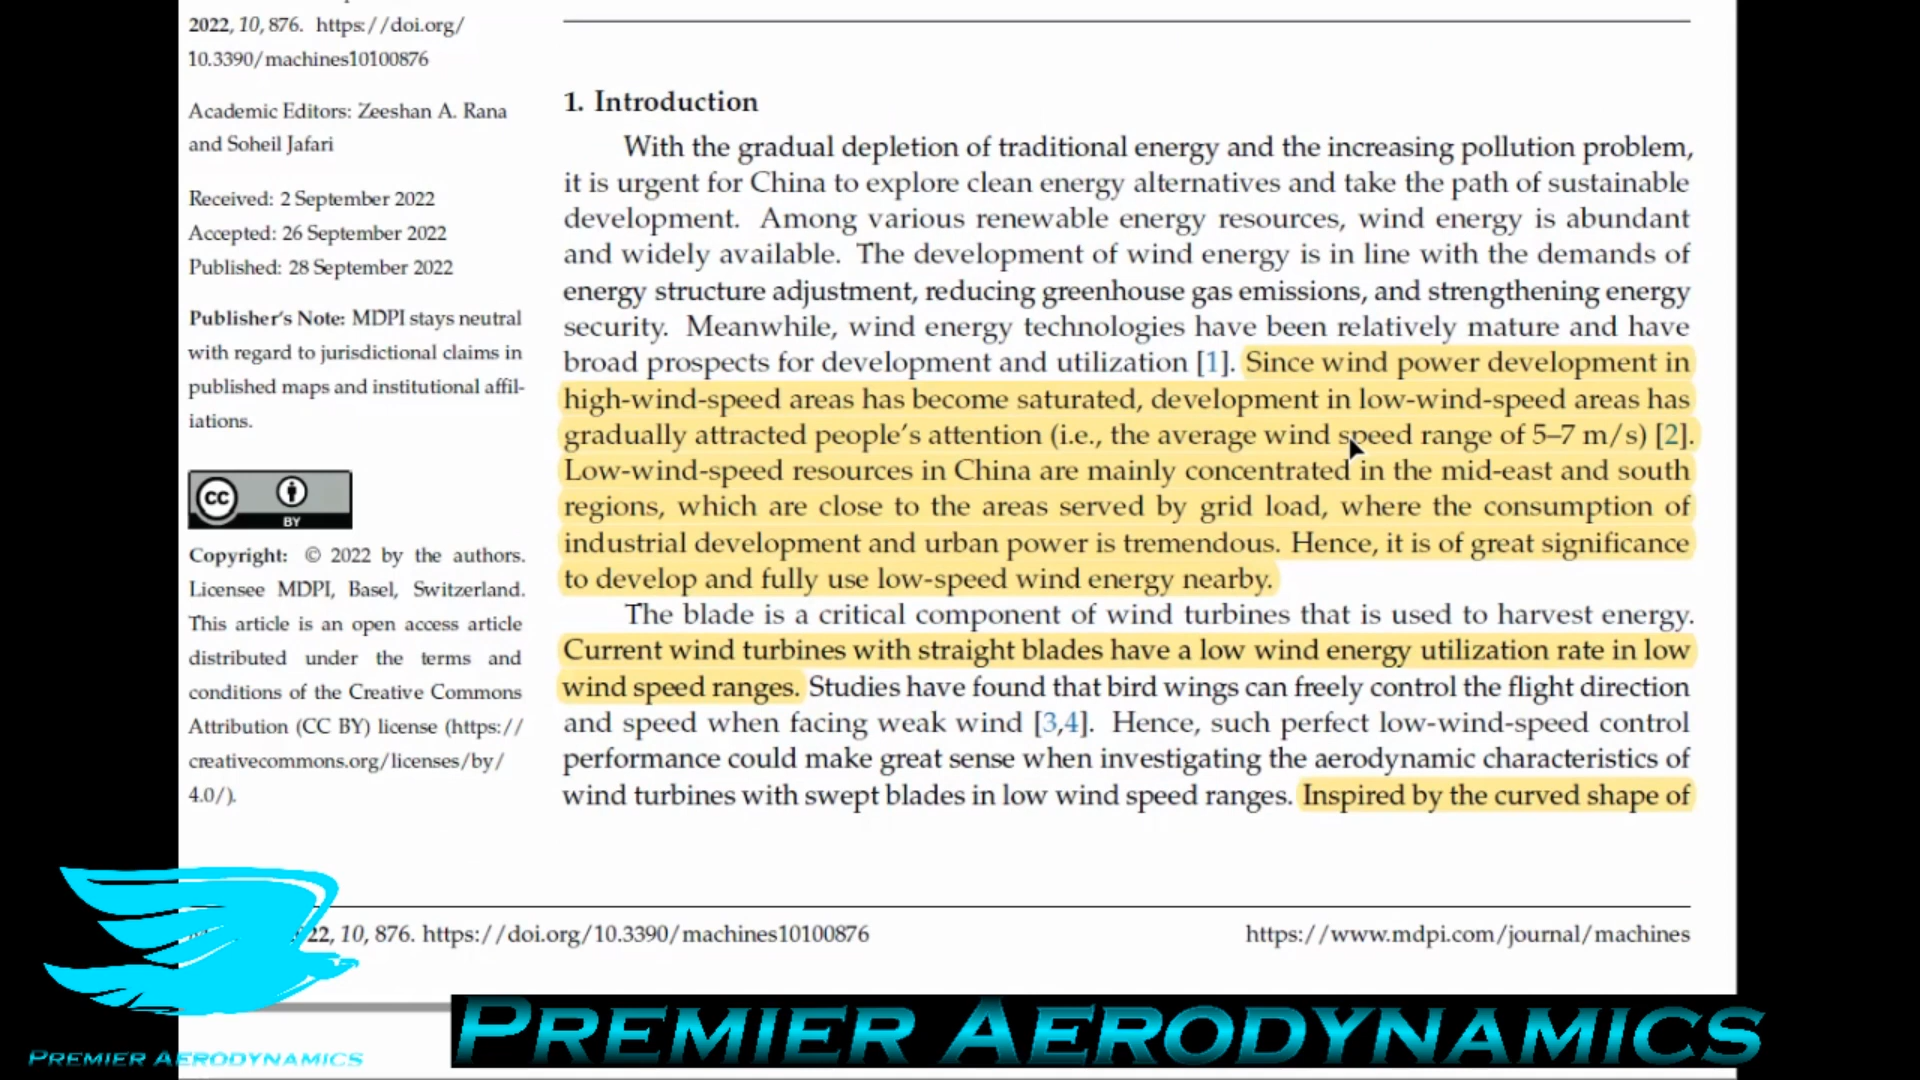 2022, 10, 876. https://doi.org/
10.3390/machines10100876
Academic Editors: Zeeshan A. Rana
and Soheil Jafari
Received: 2 September 2022
Accepted: 26 September 2022
Published: 28 September 2022
Publisher's Note: MDPI stays neutral
with regard to jurisdictional claims in
published maps and institutional affil-
iations.
CC BY
Copyright: © 2022 by the authors.
Licensee MDPI, Basel, Switzerland.
This article is an open access article
distributed under the terms and
conditions of the Creative Commons
Attribution (CC BY) license (https://
creativecommons.org/licenses/by/
4.0/).
1. Introduction
With the gradual depletion of traditional energy and the increasing pollution problem,
it is urgent for China to explore clean energy alternatives and take the path of sustainable
development. Among various renewable energy resources, wind energy is abundant
and widely available. The development of wind energy is in line with the demands of
energy structure adjustment, reducing greenhouse gas emissions, and strengthening energy
security. Meanwhile, wind energy technologies have been relatively mature and have
broad prospects for development and utilization [1]. Since wind power development in
high-wind-speed areas has become saturated, development in low-wind-speed areas has
gradually attracted people's attention (i.e., the average wind speed range of 5–7 m/s) [2].
Low-wind-speed resources in China are mainly concentrated in the mid-east and south
regions, which are close to the areas served by grid load, where the consumption of
industrial development and urban power is tremendous. Hence, it is of great significance
to develop and fully use low-speed wind energy nearby.
The blade is a critical component of wind turbines that is used to harvest energy.
Current wind turbines with straight blades have a low wind energy utilization rate in low
wind speed ranges. Studies have found that bird wings can freely control the flight direction
and speed when facing weak wind [3,4]. Hence, such perfect low-wind-speed control
performance could make great sense when investigating the aerodynamic characteristics of
wind turbines with swept blades in low wind speed ranges. Inspired by the curved shape of
22, 10, 876. https://doi.org/10.3390/machines10100876
https://www.mdpi.com/journal/machines
PREMIER AERODYNAMICS
PREMIER AERODYNAMICS